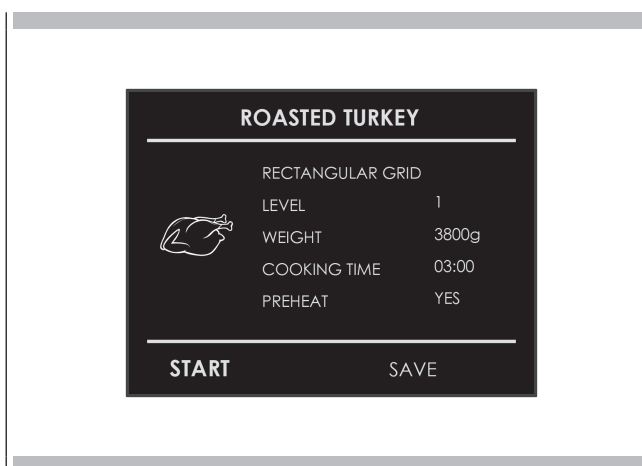 ROASTED TURKEY
RECTANGULAR GRID
LEVEL 1
WEIGHT 3800g
COOKING TIME 03:00
PREHEAT YES
START SAVE